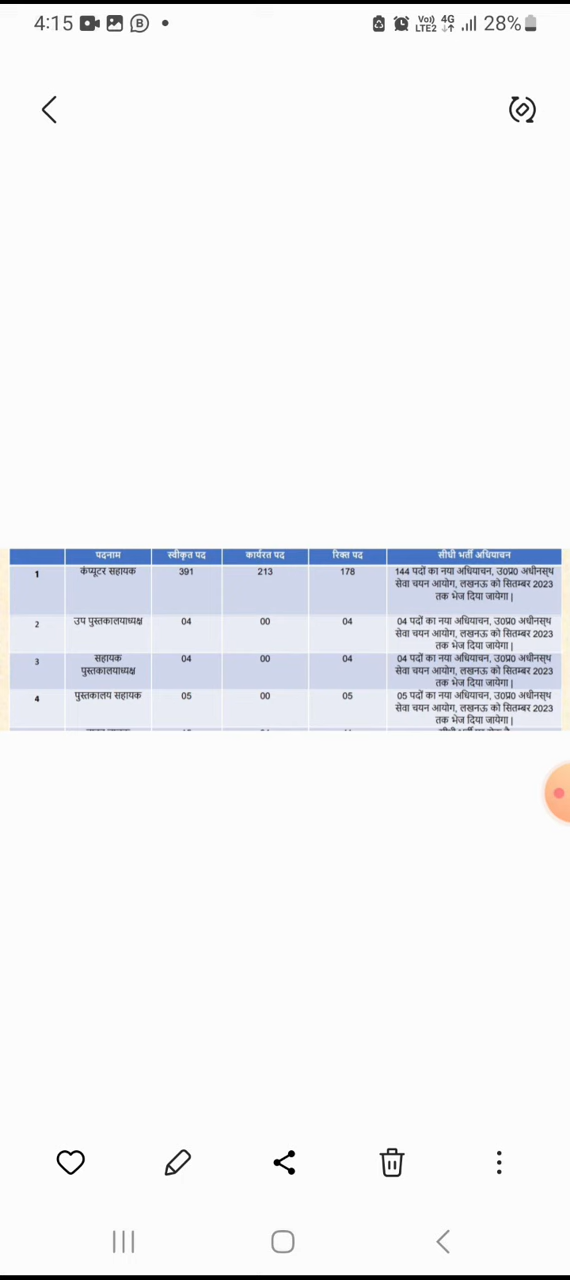 4:15
Vo)) LTE2 4G 28%
पदनाम स्वीकृत पद कार्यरत पद रिक्त पद सीधी भर्ती अधियाचन
1 कंप्यूटर सहायक 391 213 178 144 पदों का नया अधियाचन, उ0प्र0 अधीनस्थ
सेवा चयन आयोग, लखनऊ को सितम्बर 2023
तक भेज दिया जायेगा |
2 उप पुस्तकालयाध्यक्ष 04 00 04 04 पदों का नया अधियाचन, उ0प्र0 अधीनस्थ
सेवा चयन आयोग, लखनऊ को सितम्बर 2023
तक भेज दिया जायेगा |
3 सहायक 04 00 04 04 पदों का नया अधियाचन, उ0प्र0 अधीनस्थ
पुस्तकालयाध्यक्ष सेवा चयन आयोग, लखनऊ को सितम्बर 2023
तक भेज दिया जायेगा |
4 पुस्तकालय सहायक 05 00 05 05 पदों का नया अधियाचन, उ0प्र0 अधीनस्थ
सेवा चयन आयोग, लखनऊ को सितम्बर 2023
तक भेज दिया जायेगा |